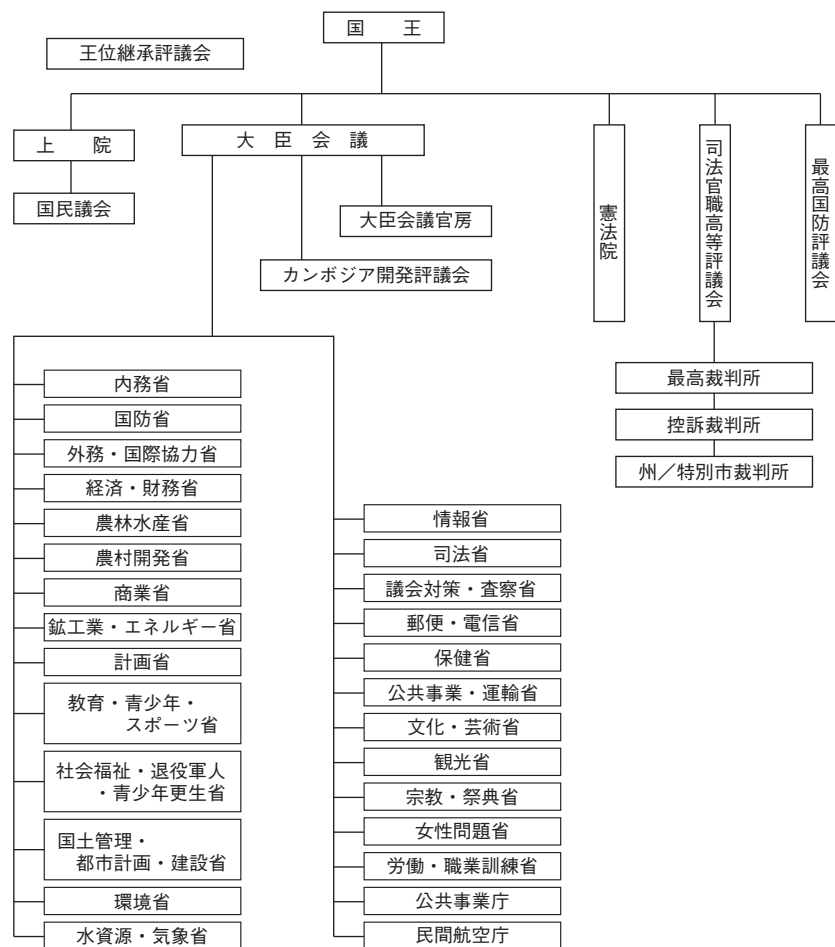 国　王
王位継承評議会
上　院
大　臣　会　議
国民議会
大臣会議官房
カンボジア開発評議会
憲法院
司法官職高等評議会
最高国防評議会
最高裁判所
控訴裁判所
州／特別市裁判所
内務省
国防省
外務・国際協力省
経済・財務省
農林水産省
農村開発省
商業省
鉱工業・エネルギー省
計画省
教育・青少年・
スポーツ省
社会福祉・退役軍人
・青少年更生省
国土管理・
都市計画・建設省
環境省
水資源・気象省
情報省
司法省
議会対策・査察省
郵便・電信省
保健省
公共事業・運輸省
文化・芸術省
観光省
宗教・祭典省
女性問題省
労働・職業訓練省
公共事業庁
民間航空庁